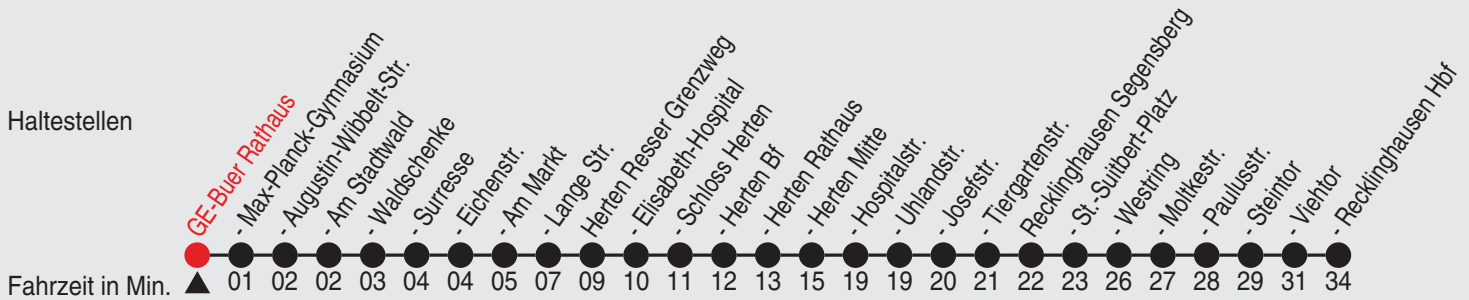 Haltestellen
GE-Buer Rathaus
- Max-Planck-Gymnasium
- Augustin-Wibbelt-Str.
- Am Stadtwald
- Waldschenke
- Surresse
- Eichenstr.
- Am Markt
- Lange Str.
Herten Resser Grenzweg
- Elisabeth-Hospital
- Schloss Herten
- Herten Bf
- Herten Rathaus
- Herten Mitte
- Hospitalstr.
- Uhlandstr.
- Josefstr.
- Tiergartenstr.
Recklinghausen Segensberg
- St.-Suitbert-Platz
- Westring
- Moltkestr.
- Paulusstr.
- Steintor
- Viehtor
- Recklinghausen Hbf
Fahrzeit in Min. 01 02 02 03 04 04 05 07 09 10 11 12 13 15 19 19 20 21 22 23 26 27 28 29 31 34